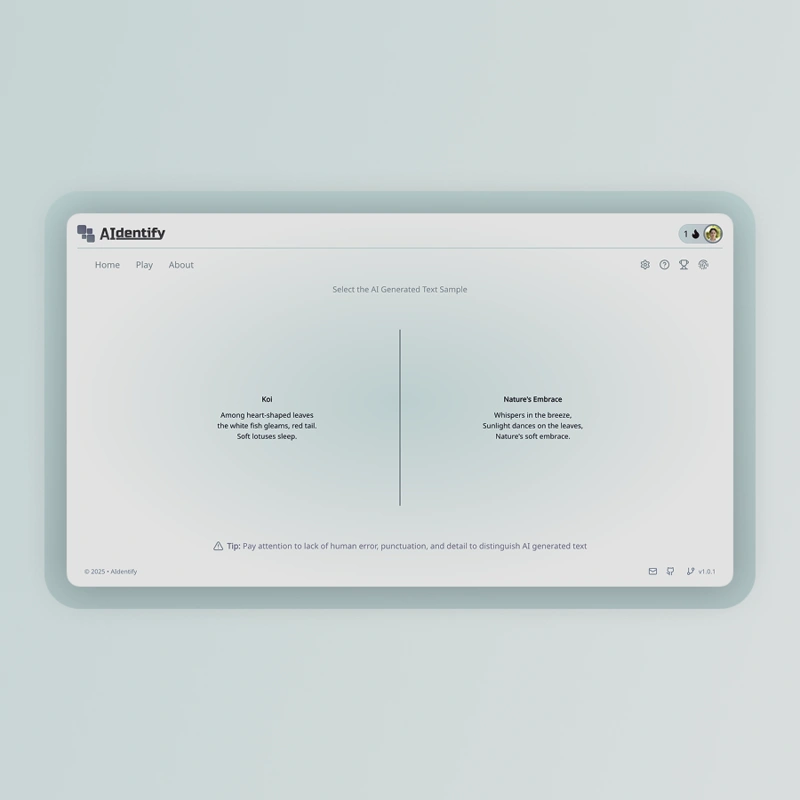 AIdentify
1
Home Play About
Select the AI Generated Text Sample
Koi
Among heart-shaped leaves
the white fish gleams, red tail.
Soft lotuses sleep.
Nature's Embrace
Whispers in the breeze,
Sunlight dances on the leaves,
Nature's soft embrace.
Tip: Pay attention to lack of human error, punctuation, and detail to distinguish AI generated text
© 2025 • AIdentify
v1.0.1